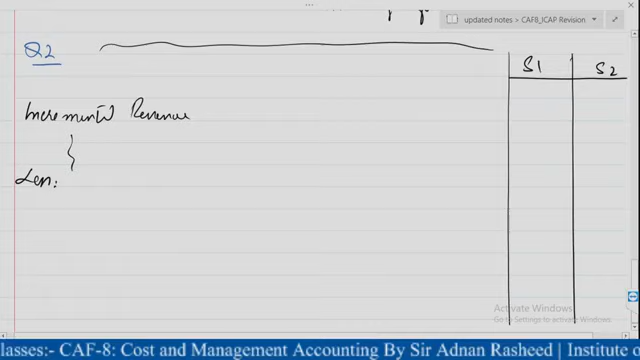 updated notes > CAF8_ICAP Revision
Q2
S1 S2
Incremental Revenue
Less:
Activate Windows
Go to Settings to activate Windows.
lasses:- CAF-8: Cost and Management Accounting By Sir Adnan Rasheed | Institute o